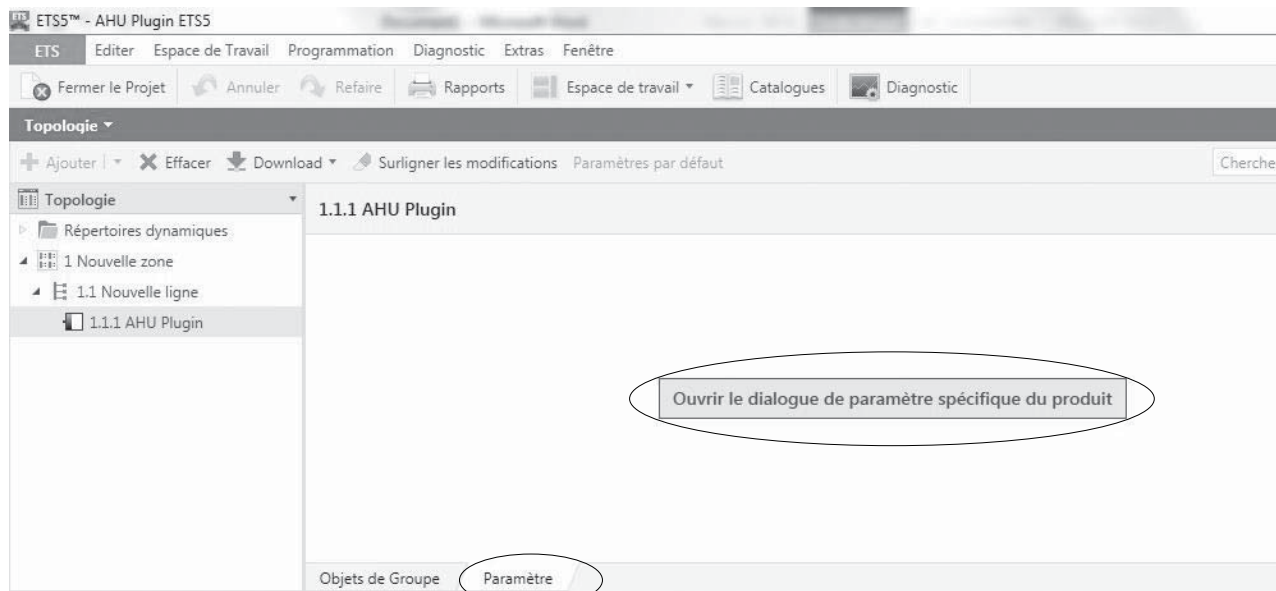 ETS5™ - AHU Plugin ETS5
ETS Editer Espace de Travail Programmation Diagnostic Extras Fenêtre
Fermer le Projet Annuler Refaire Rapports Espace de travail Catalogues Diagnostic
Topologie
Ajouter Effacer Download Surligner les modifications Paramètres par défaut Cherche
Topologie
Répertoires dynamiques
1 Nouvelle zone
1.1 Nouvelle ligne
1.1.1 AHU Plugin
1.1.1 AHU Plugin
Ouvrir le dialogue de paramètre spécifique du produit
Objets de Groupe Paramètre